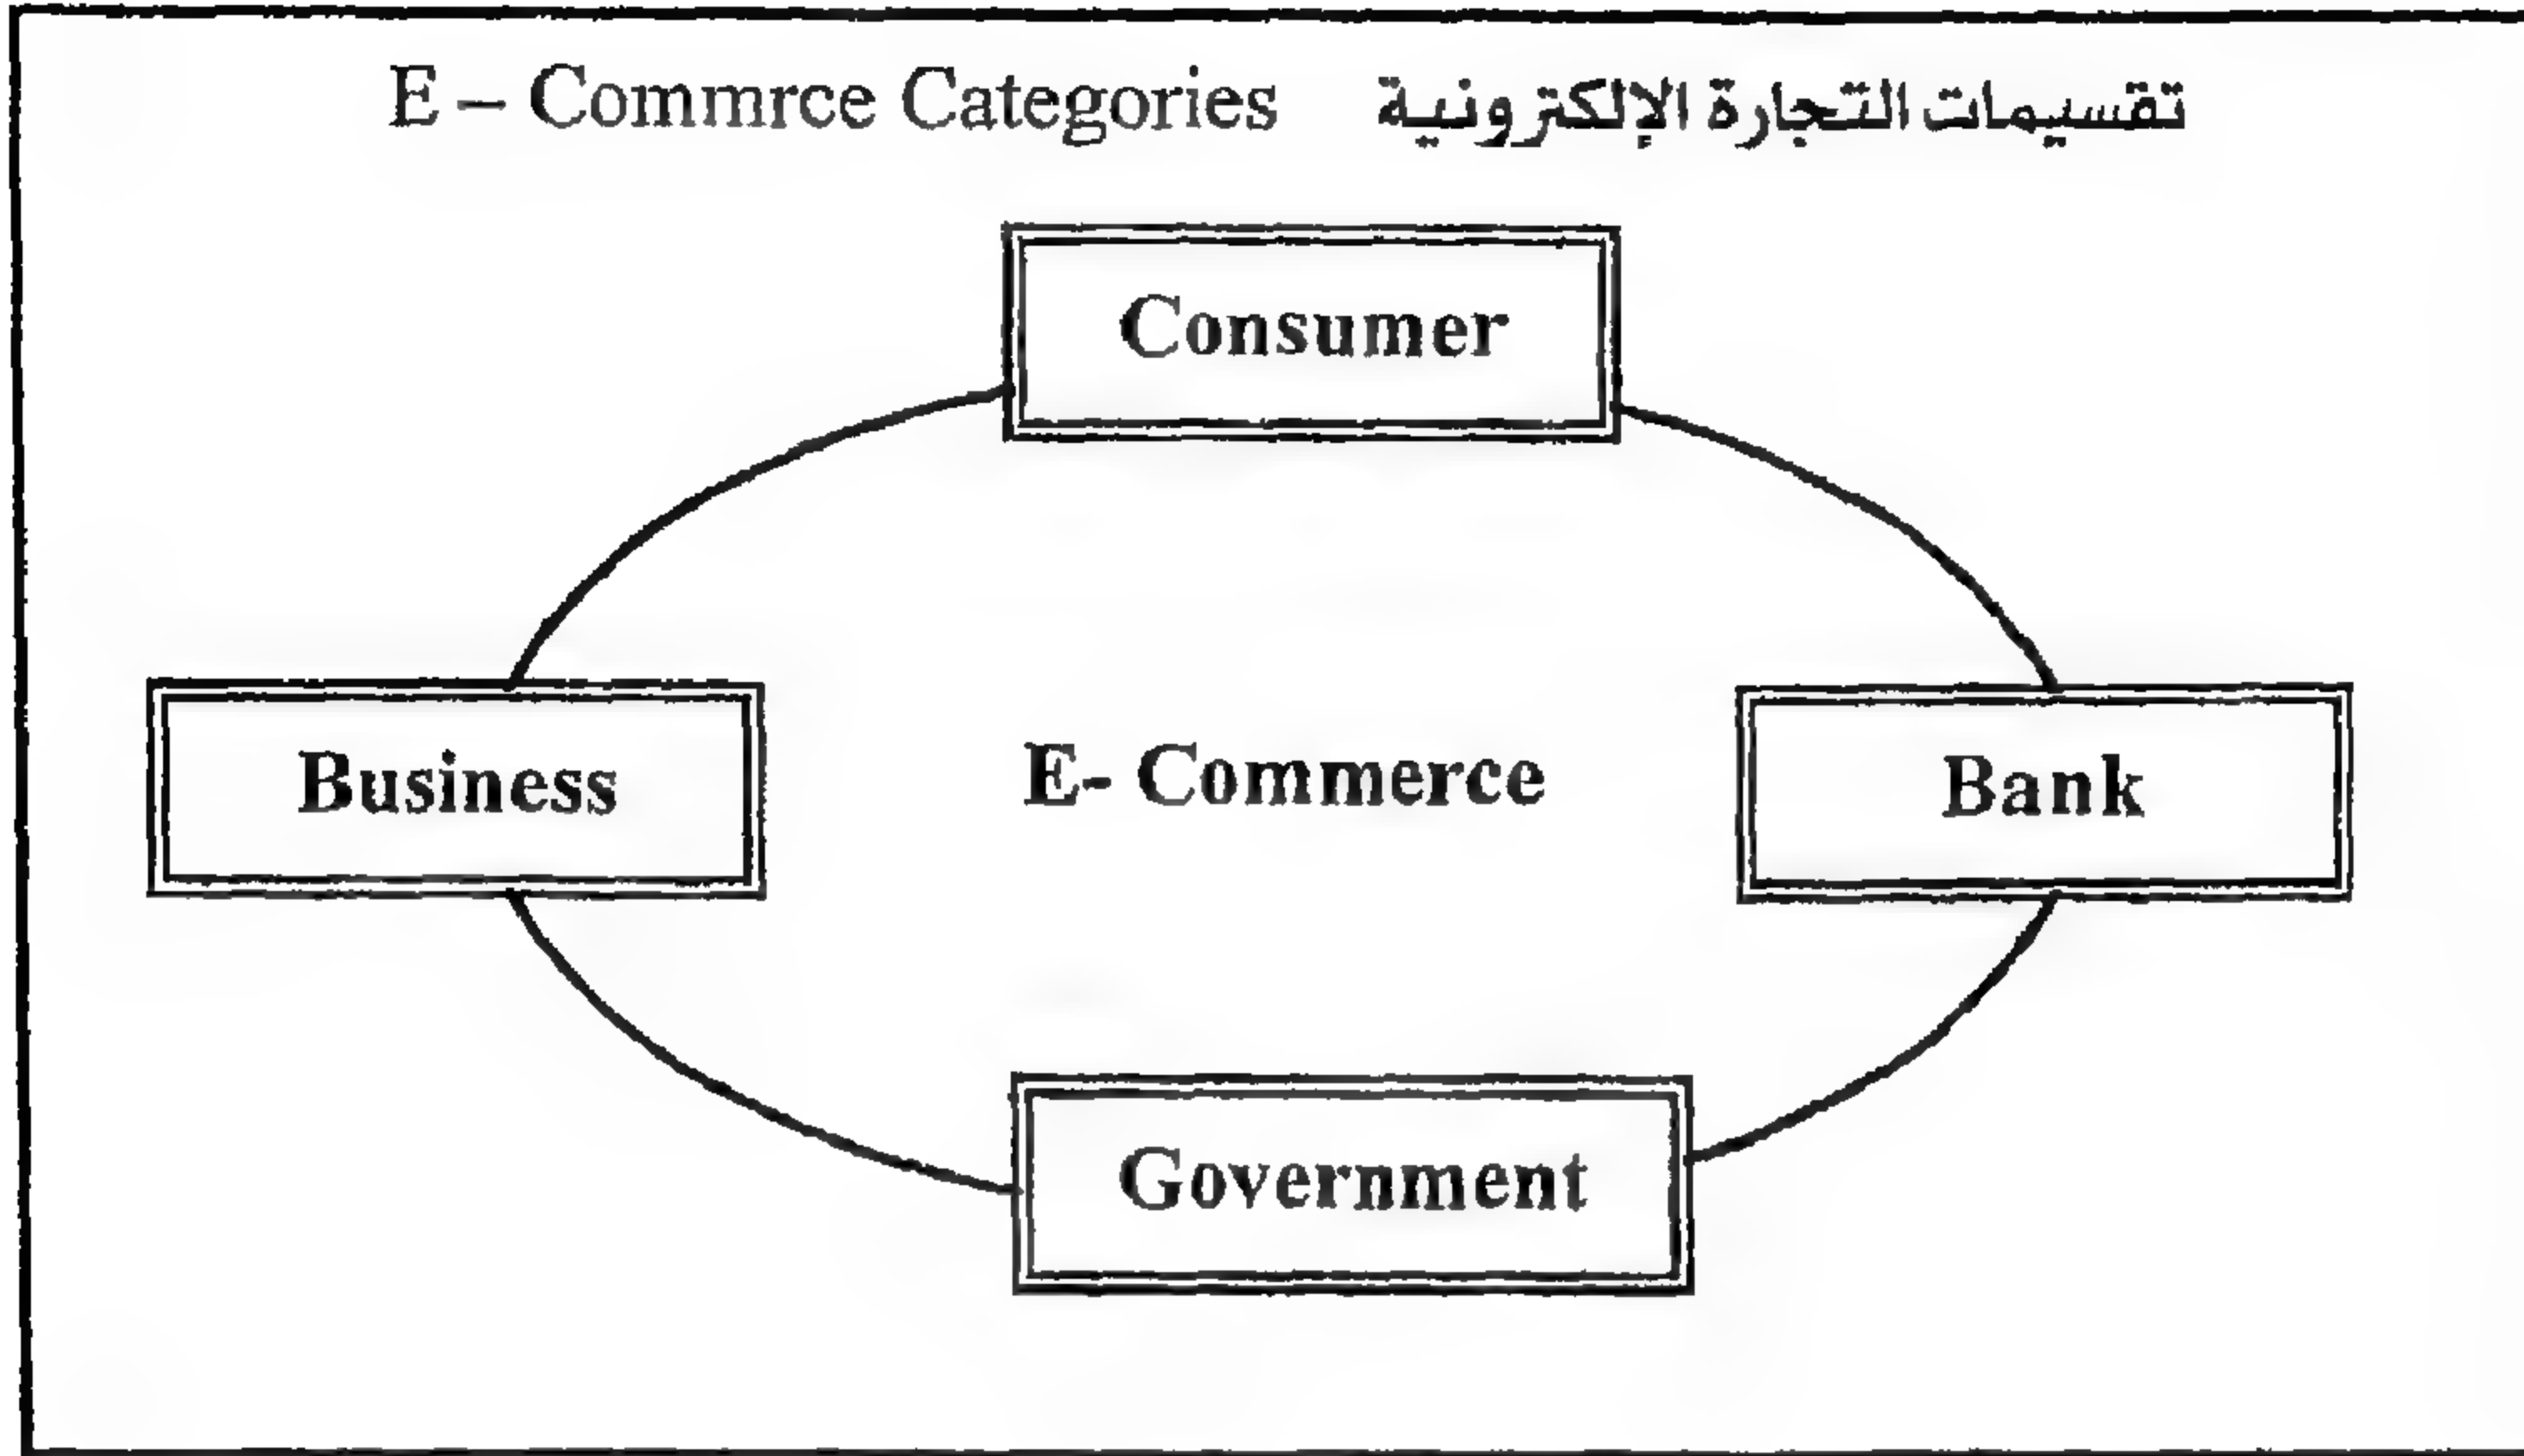 E – Commrce Categories تقسيمات التجارة الإلكترونية
Consumer
Business
E- Commerce
Bank
Government